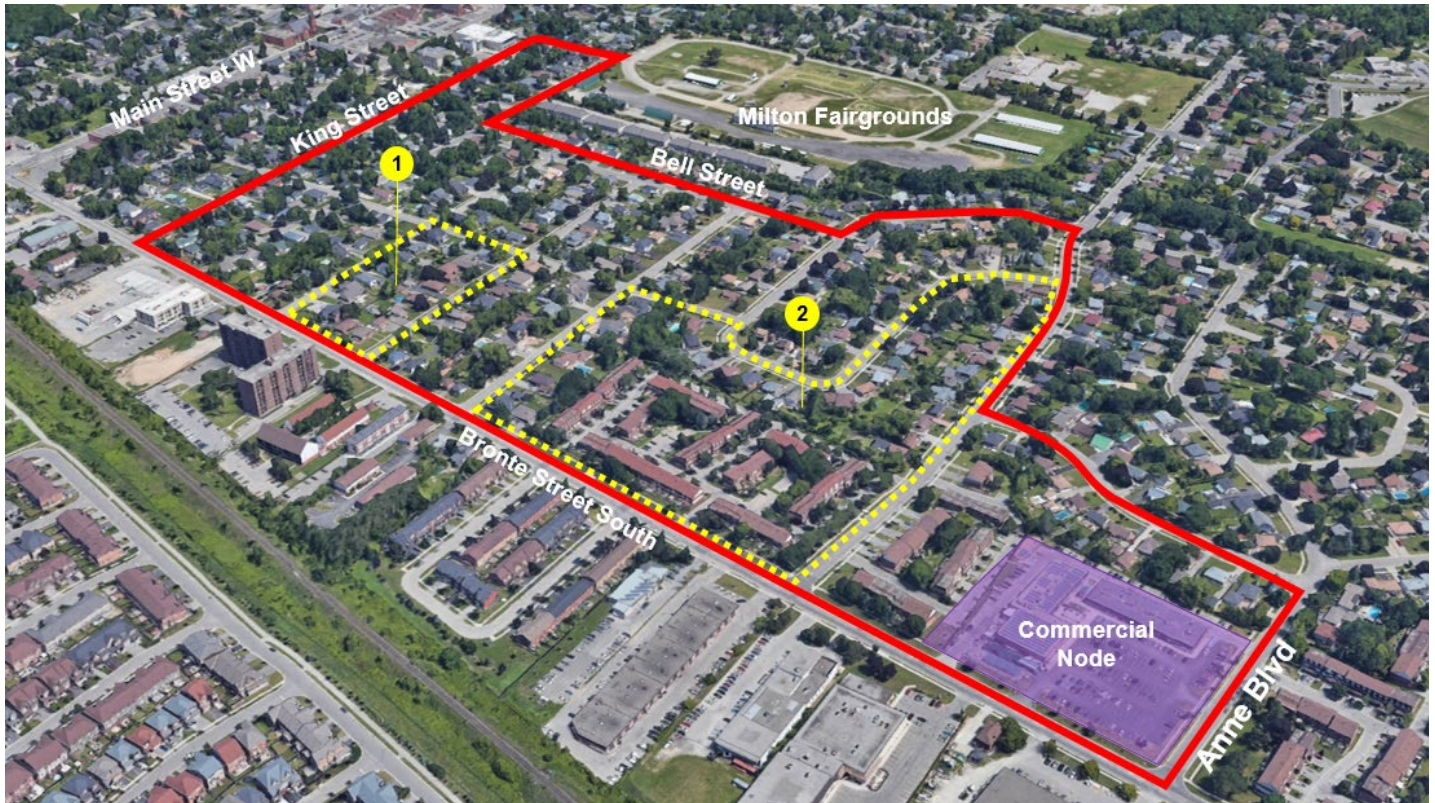 Main Street W.
King Street
1
Milton Fairgrounds
Bell Street
2
Bronte Street South
Commercial
Node
Anne Blvd